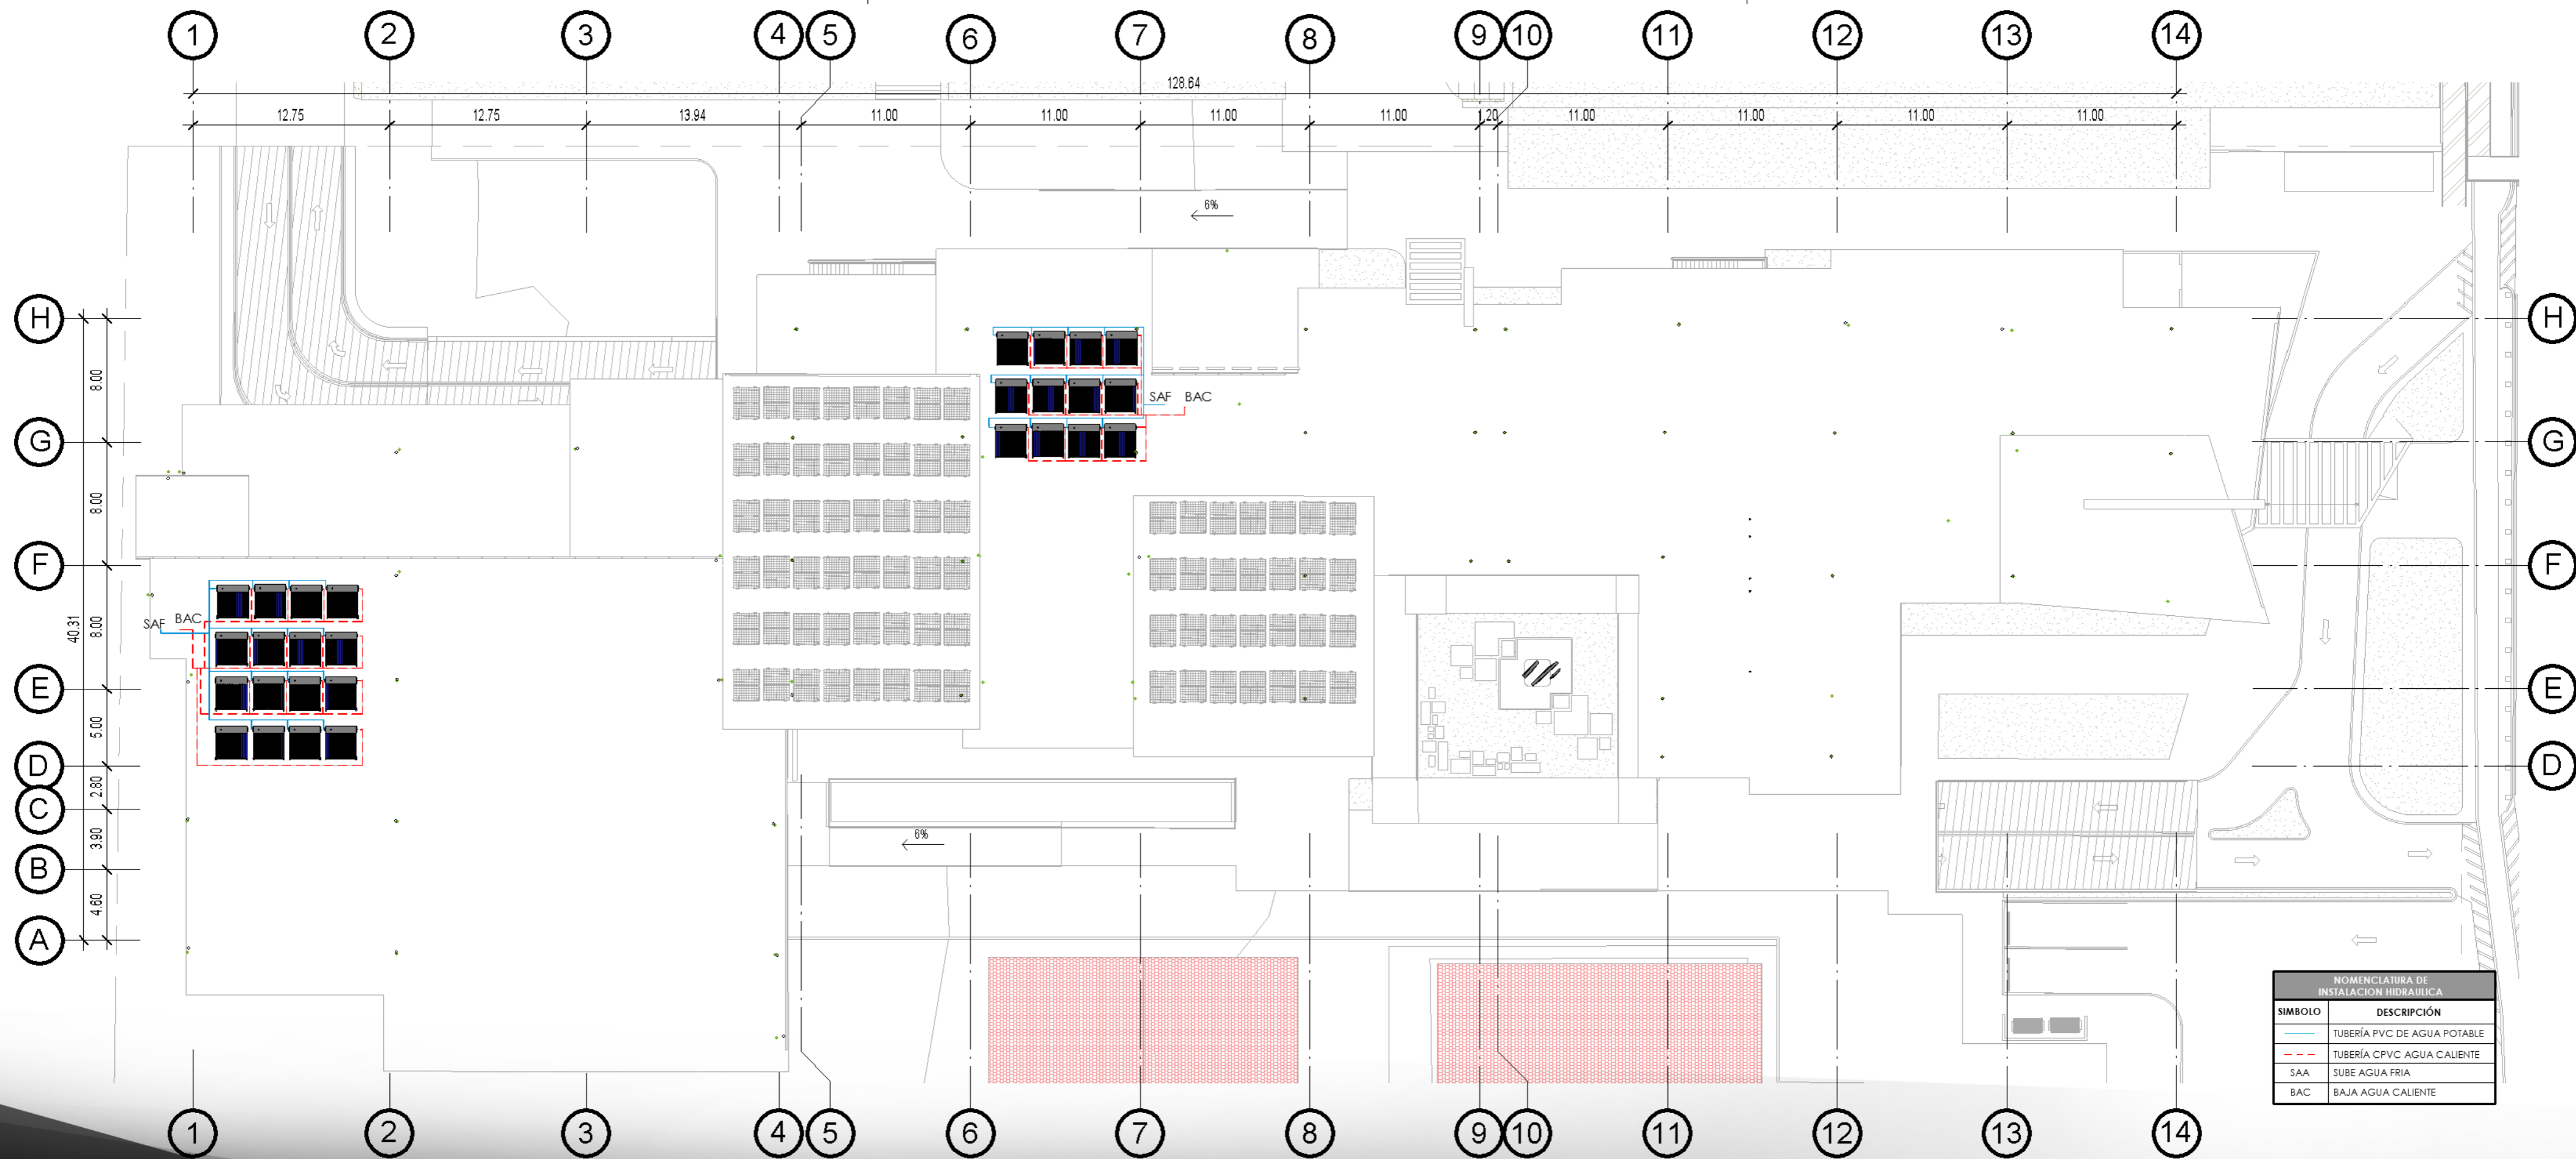 1 2 3 4 5 6 7 8 9 10 11 12 13 14
128.64
12.75 12.75 13.94 11.00 11.00 11.00 11.00 1.20 11.00 11.00 11.00 11.00
6%
H H
8.00
SAF BAC
G G
8.00
F F
40.31
8.00
SAF BAC
E E
5.00
D D
2.80
C
3.90
6%
B
4.60
A
NOMENCLATURA DE
INSTALACION HIDRAULICA
SIMBOLO DESCRIPCIÓN
TUBERÍA PVC DE AGUA POTABLE
TUBERÍA CPVC AGUA CALIENTE
SAA SUBE AGUA FRIA
BAC BAJA AGUA CALIENTE
1 2 3 4 5 6 7 8 9 10 11 12 13 14